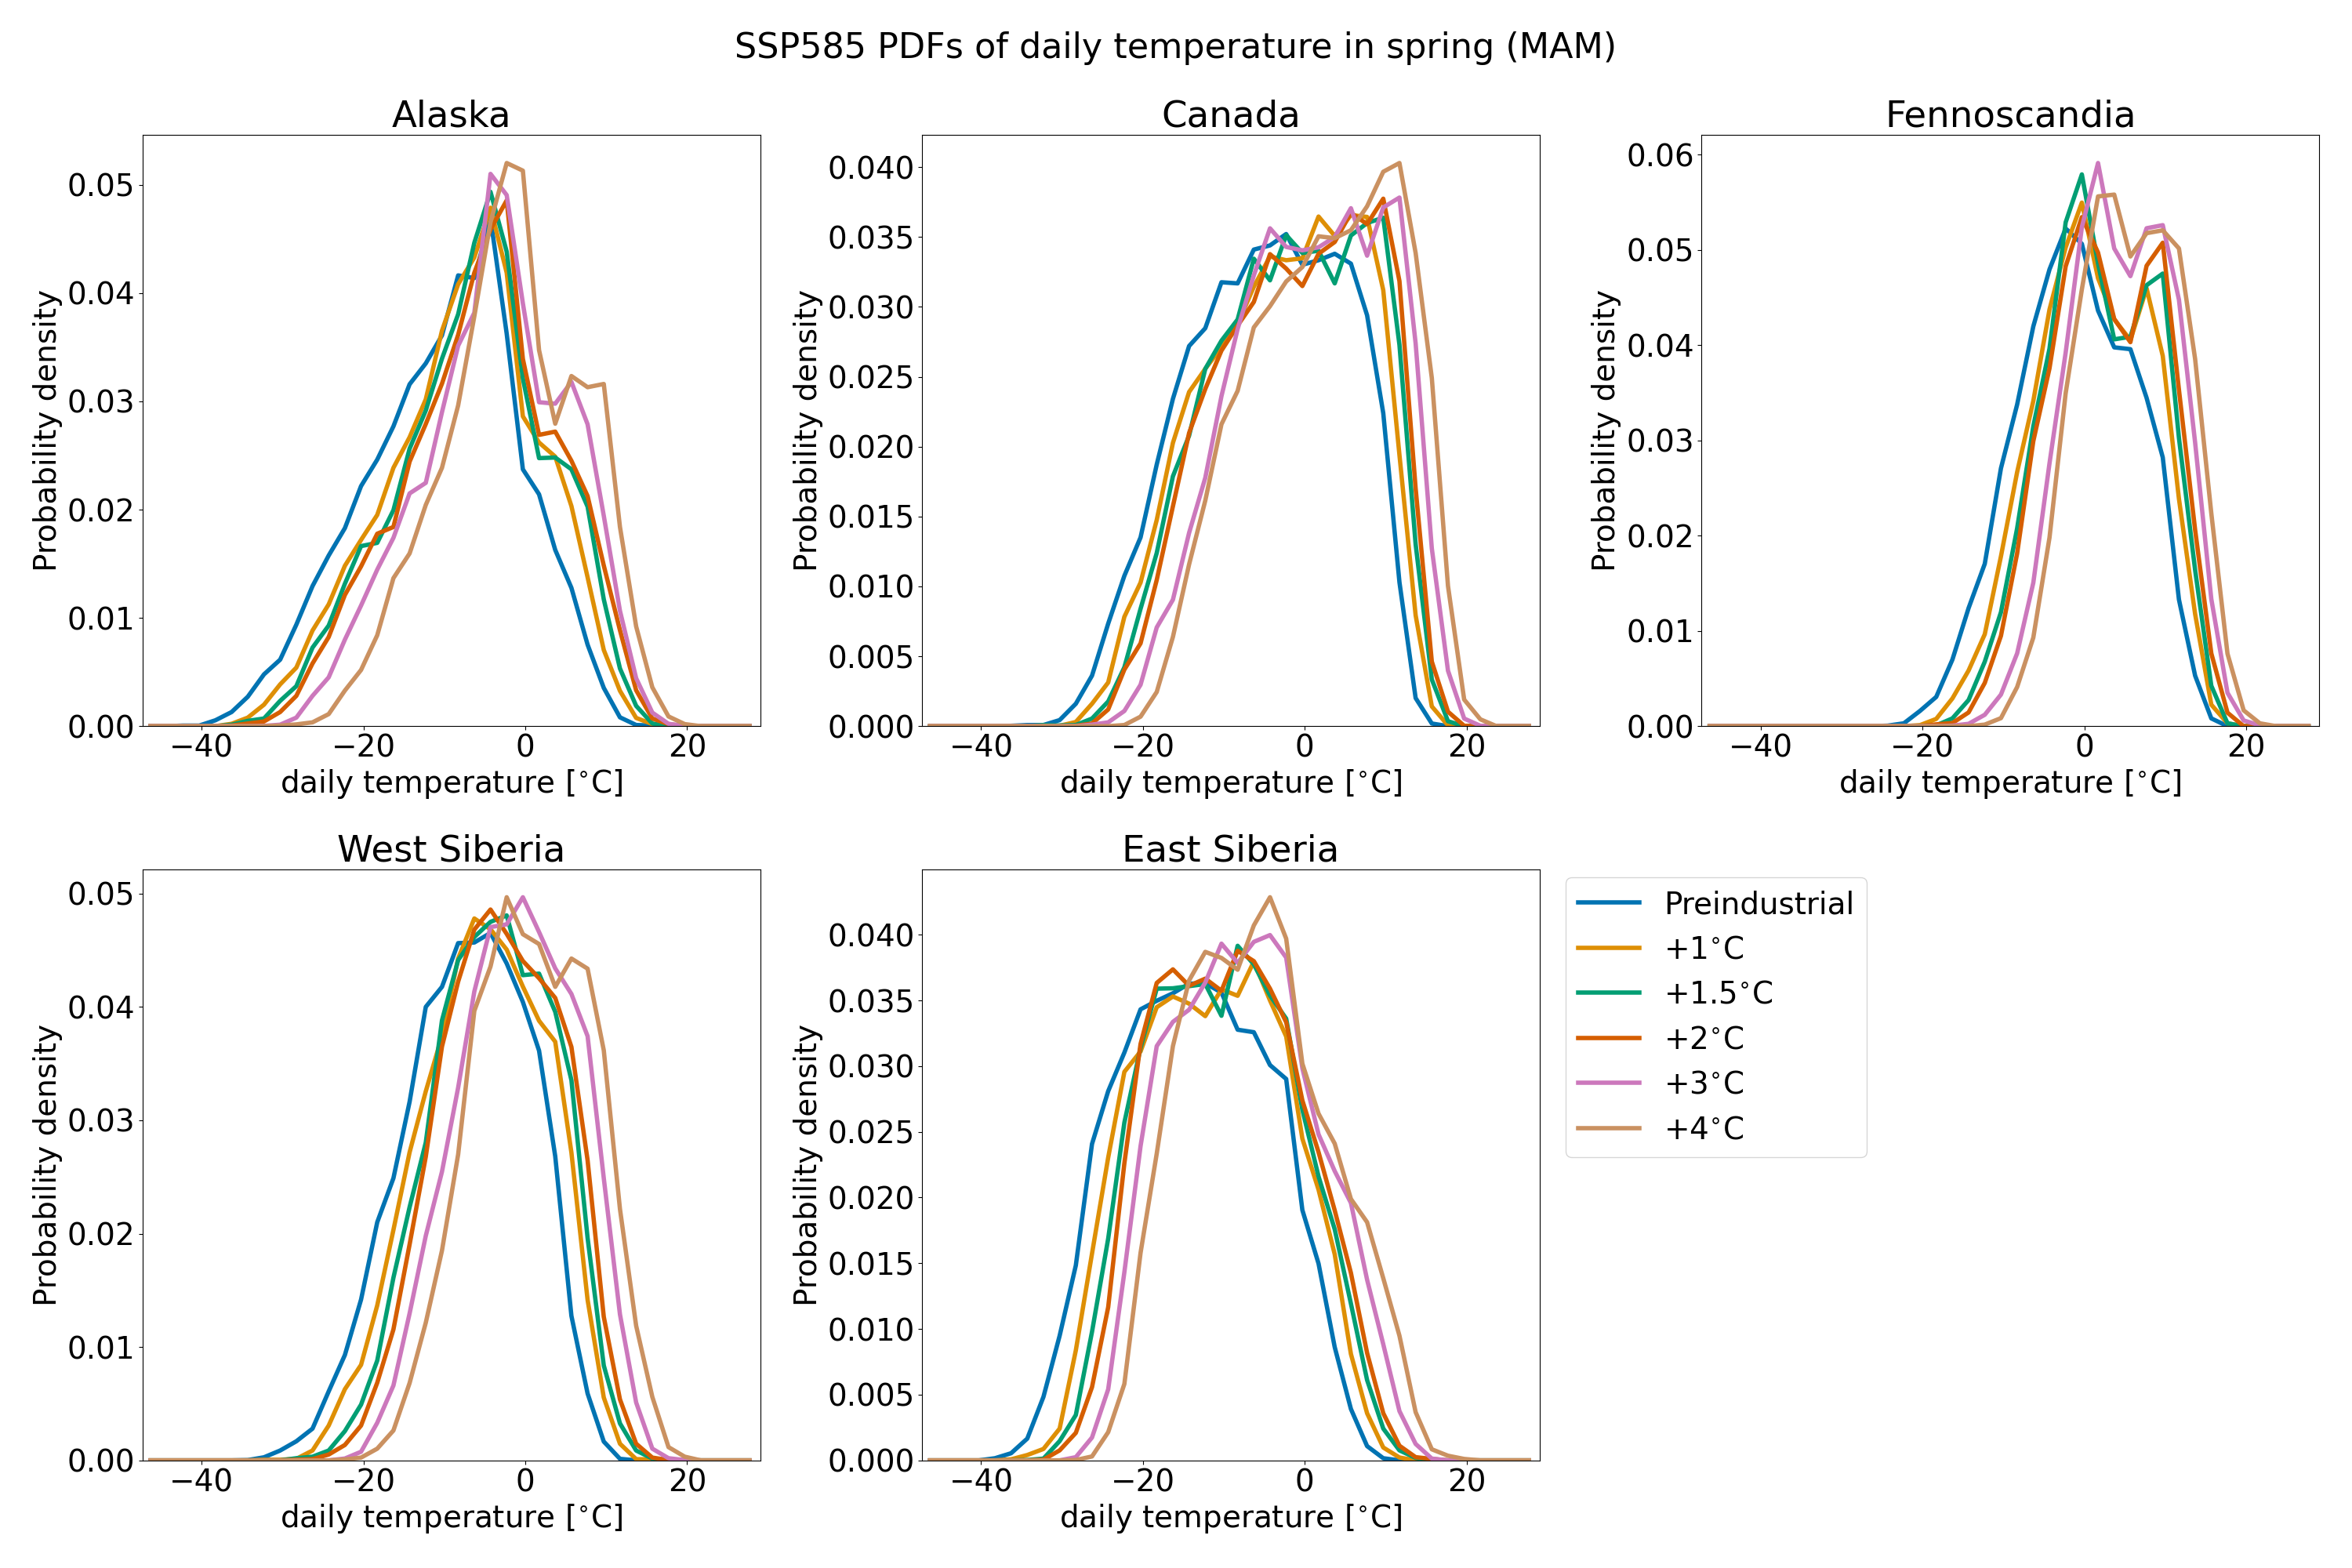 SSP585 PDFs of daily temperature in spring (MAM)
Alaska
Probability density
0.05
0.04
0.03
0.02
0.01
0.00
−40 −20 0 20
daily temperature [°C]
Canada
Probability density
0.040
0.035
0.030
0.025
0.020
0.015
0.010
0.005
0.000
−40 −20 0 20
daily temperature [°C]
Fennoscandia
Probability density
0.06
0.05
0.04
0.03
0.02
0.01
0.00
−40 −20 0 20
daily temperature [°C]
West Siberia
Probability density
0.05
0.04
0.03
0.02
0.01
0.00
−40 −20 0 20
daily temperature [°C]
East Siberia
Probability density
0.040
0.035
0.030
0.025
0.020
0.015
0.010
0.005
0.000
−40 −20 0 20
daily temperature [°C]
Preindustrial
+1°C
+1.5°C
+2°C
+3°C
+4°C